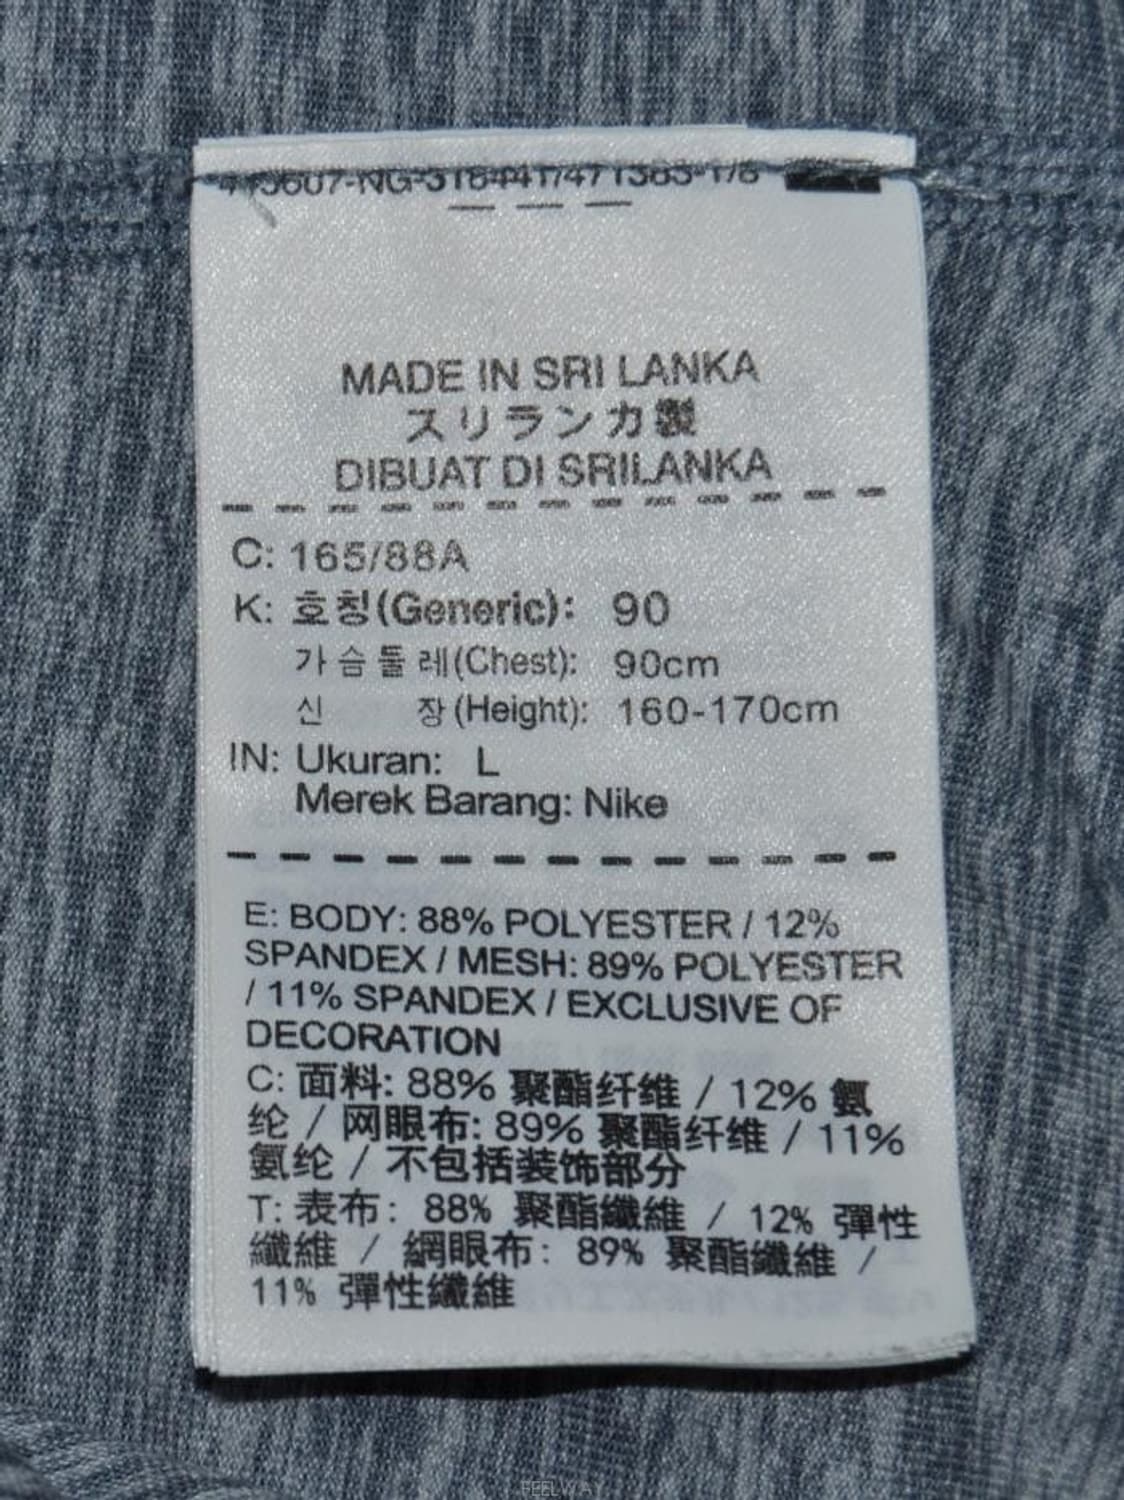 MADE IN SRI LANKA
スリランカ製
DIBUAT DI SRILANKA
C: 165/88A
K: 호칭(Generic): 90
가슴둘레(Chest): 90cm
신 장(Height): 160-170cm
IN: Ukuran: L
Merek Barang: Nike
E: BODY: 88% POLYESTER / 12%
SPANDEX / MESH: 89% POLYESTER
/ 11% SPANDEX / EXCLUSIVE OF
DECORATION
C: 面料: 88% 聚酯纤维 / 12% 氨
纶 / 网眼布: 89% 聚酯纤维 / 11%
氨纶 / 不包括装饰部分
T: 表布: 88% 聚酯纖維 / 12% 彈性
纖維 / 網眼布: 89% 聚酯纖維 /
11% 彈性纖維
FEELWAY